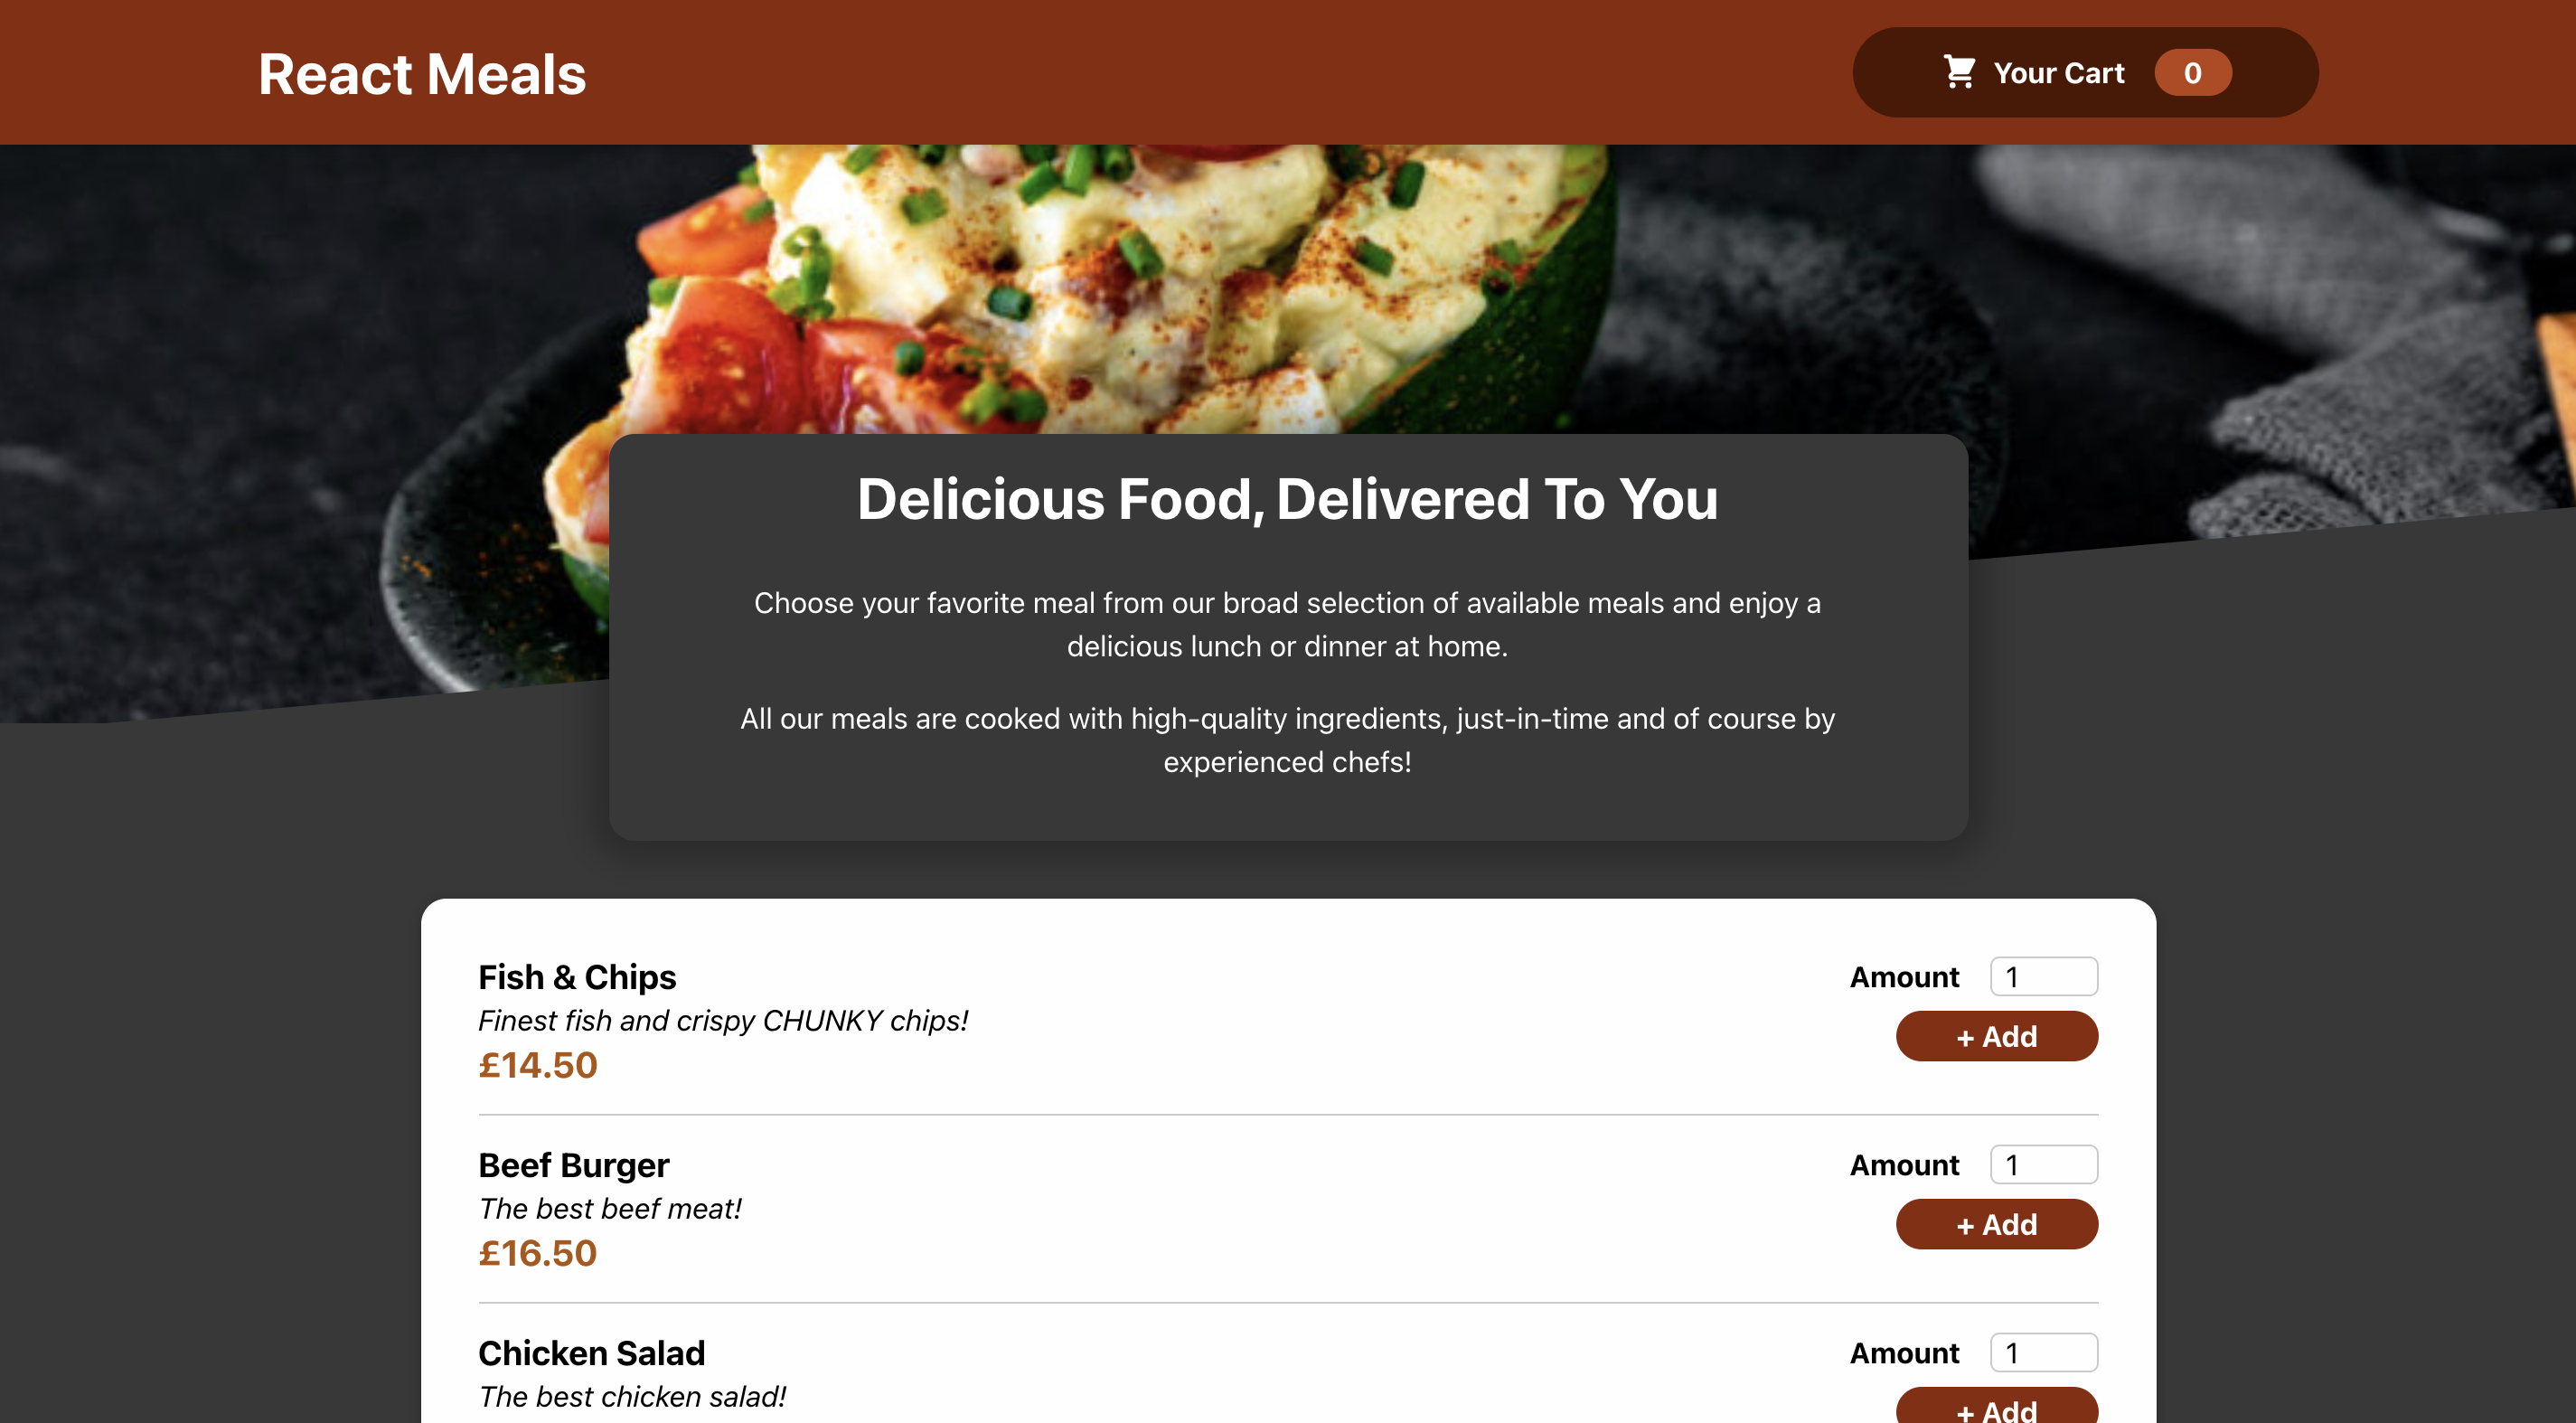 React Meals
Your Cart 0
Delicious Food, Delivered To You
Choose your favorite meal from our broad selection of available meals and enjoy a
delicious lunch or dinner at home.
All our meals are cooked with high-quality ingredients, just-in-time and of course by
experienced chefs!
Fish & Chips
Finest fish and crispy CHUNKY chips!
£14.50
Amount 1
+ Add
Beef Burger
The best beef meat!
£16.50
Amount 1
+ Add
Chicken Salad
The best chicken salad!
Amount 1
+ Add